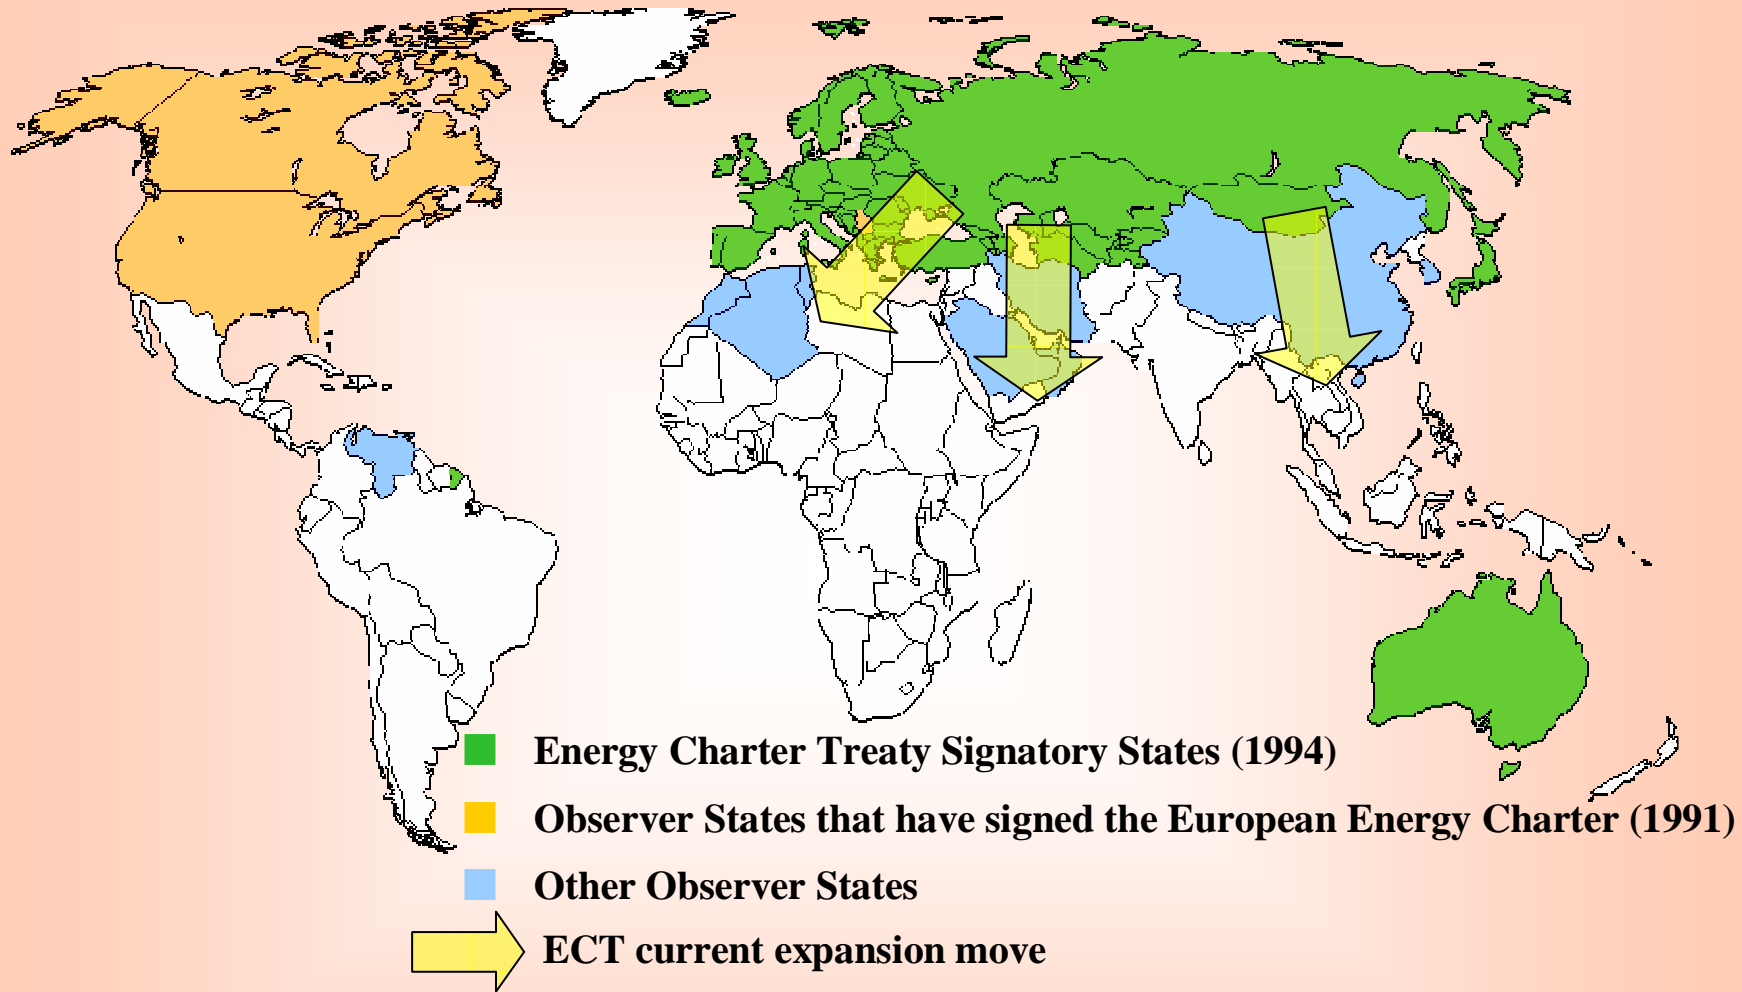 Energy Charter Treaty Signatory States (1994)
Observer States that have signed the European Energy Charter (1991)
Other Observer States
ECT current expansion move